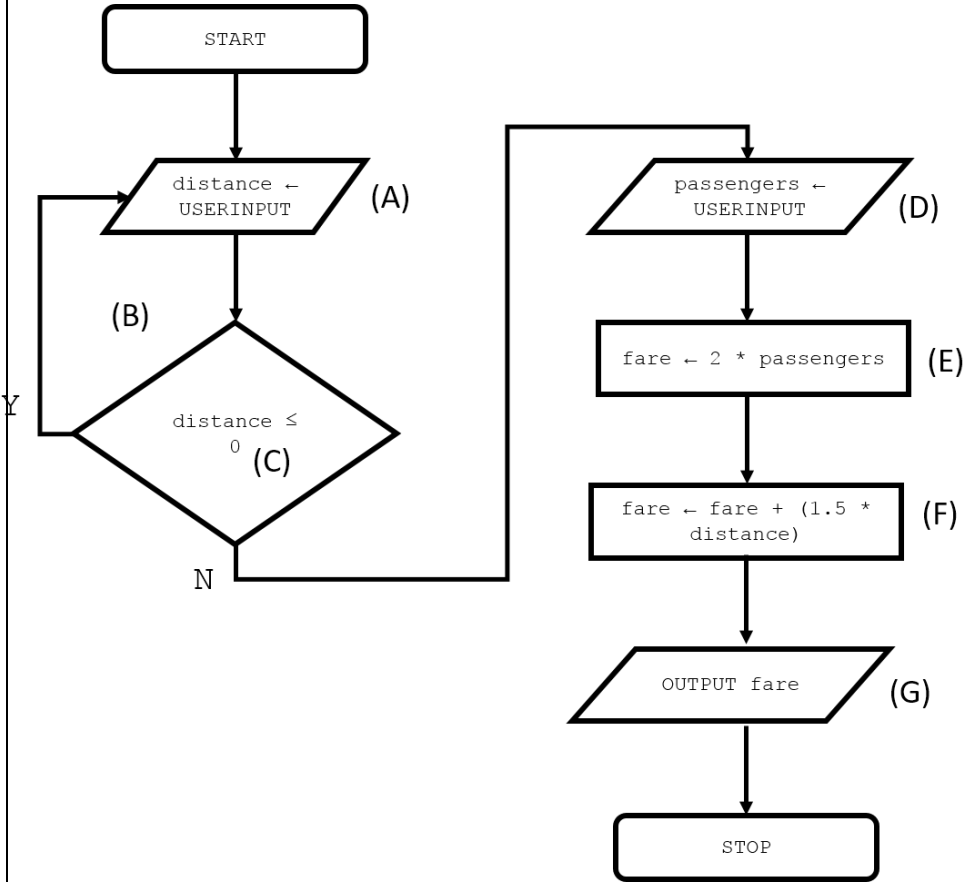 START
distance ←
USERINPUT
(A)
(B)
Y
distance ≤
0
(C)
N
passengers ←
USERINPUT
(D)
fare ← 2 * passengers
(E)
fare ← fare + (1.5 *
distance)
(F)
OUTPUT fare
(G)
STOP